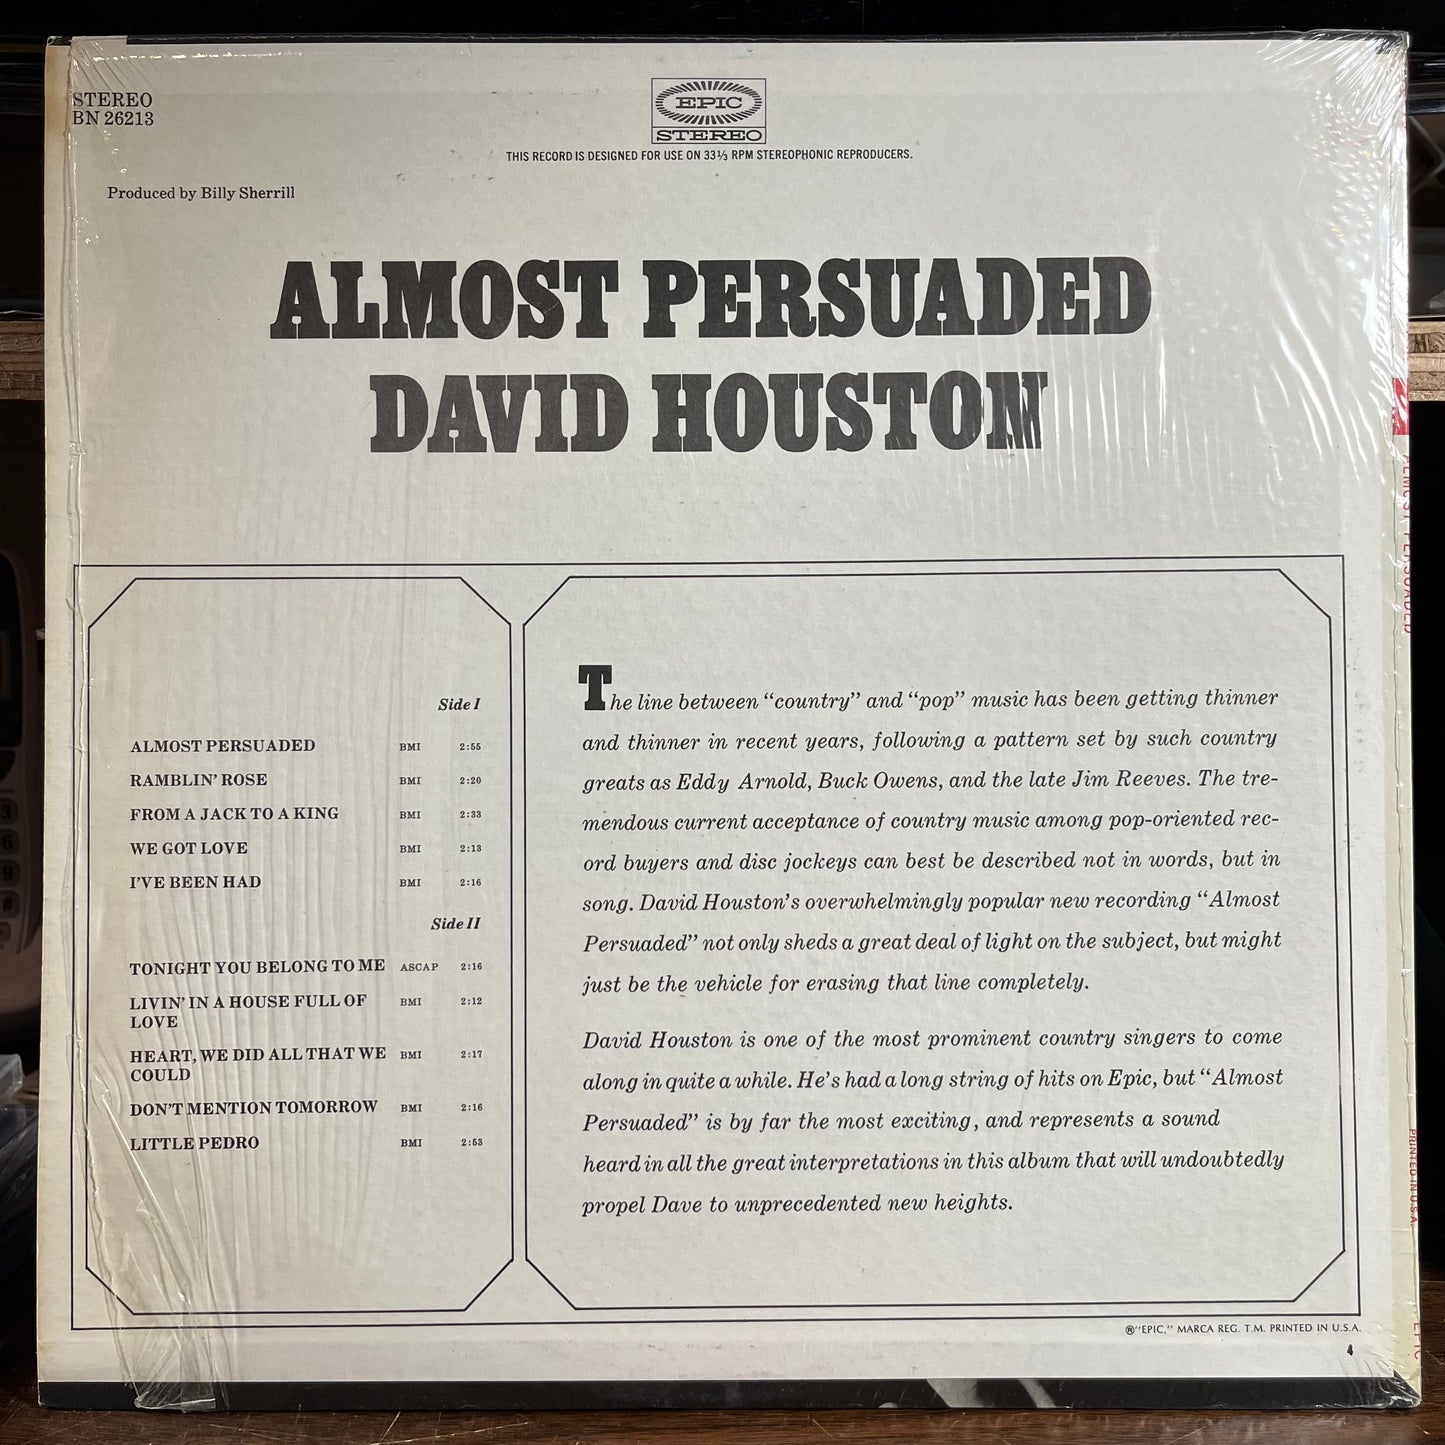 STEREO
BN 26213
EPIC
STEREO
THIS RECORD IS DESIGNED FOR USE ON 33⅓ RPM STEREOPHONIC REPRODUCERS.
Produced by Billy Sherrill
ALMOST PERSUADED
DAVID HOUSTON
Side I
ALMOST PERSUADED BMI 2:55
RAMBLIN' ROSE BMI 2:20
FROM A JACK TO A KING BMI 2:33
WE GOT LOVE BMI 2:13
I'VE BEEN HAD BMI 2:16
Side II
TONIGHT YOU BELONG TO ME ASCAP 2:16
LIVIN' IN A HOUSE FULL OF BMI 2:12
LOVE
HEART, WE DID ALL THAT WE BMI 2:17
COULD
DON'T MENTION TOMORROW BMI 2:16
LITTLE PEDRO BMI 2:53
The line between "country" and "pop" music has been getting thinner
and thinner in recent years, following a pattern set by such country
greats as Eddy Arnold, Buck Owens, and the late Jim Reeves. The tre-
mendous current acceptance of country music among pop-oriented rec-
ord buyers and disc jockeys can best be described not in words, but in
song. David Houston's overwhelmingly popular new recording "Almost
Persuaded" not only sheds a great deal of light on the subject, but might
just be the vehicle for erasing that line completely.
David Houston is one of the most prominent country singers to come
along in quite a while. He's had a long string of hits on Epic, but "Almost
Persuaded" is by far the most exciting, and represents a sound
heard in all the great interpretations in this album that will undoubtedly
propel Dave to unprecedented new heights.
®"EPIC," MARCA REG. T.M. PRINTED IN U.S.A.
4
ALMOST PERSUADED
PRINTED IN U.S.A.
EPIC